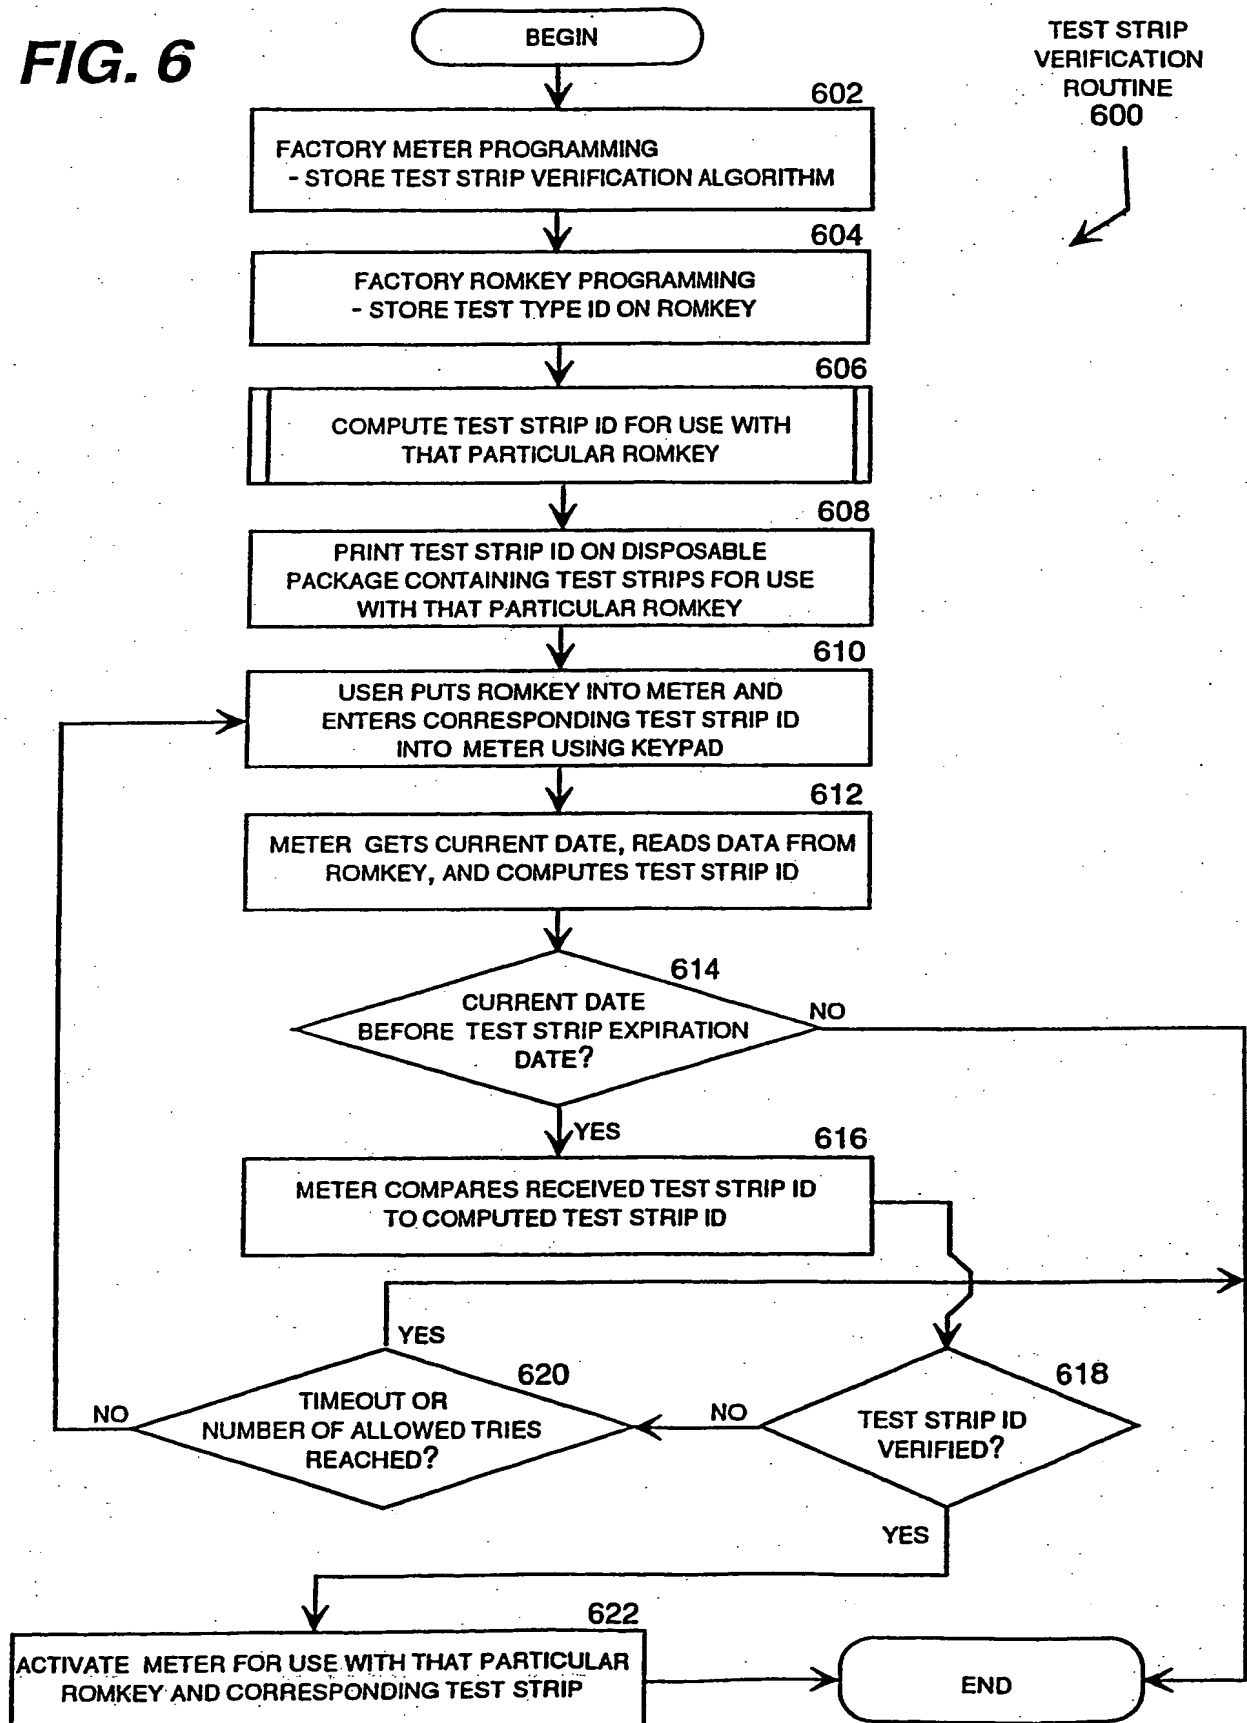 FIG. 6
BEGIN
TEST STRIP
VERIFICATION
ROUTINE
600
602
FACTORY METER PROGRAMMING
- STORE TEST STRIP VERIFICATION ALGORITHM
604
FACTORY ROMKEY PROGRAMMING
- STORE TEST TYPE ID ON ROMKEY
606
COMPUTE TEST STRIP ID FOR USE WITH
THAT PARTICULAR ROMKEY
608
PRINT TEST STRIP ID ON DISPOSABLE
PACKAGE CONTAINING TEST STRIPS FOR USE
WITH THAT PARTICULAR ROMKEY
610
USER PUTS ROMKEY INTO METER AND
ENTERS CORRESPONDING TEST STRIP ID
INTO METER USING KEYPAD
612
METER GETS CURRENT DATE, READS DATA FROM
ROMKEY, AND COMPUTES TEST STRIP ID
614
CURRENT DATE
BEFORE TEST STRIP EXPIRATION
DATE?
NO
YES
616
METER COMPARES RECEIVED TEST STRIP ID
TO COMPUTED TEST STRIP ID
YES
620
TIMEOUT OR
NUMBER OF ALLOWED TRIES
REACHED?
NO
NO
618
TEST STRIP ID
VERIFIED?
YES
622
ACTIVATE METER FOR USE WITH THAT PARTICULAR
ROMKEY AND CORRESPONDING TEST STRIP
END